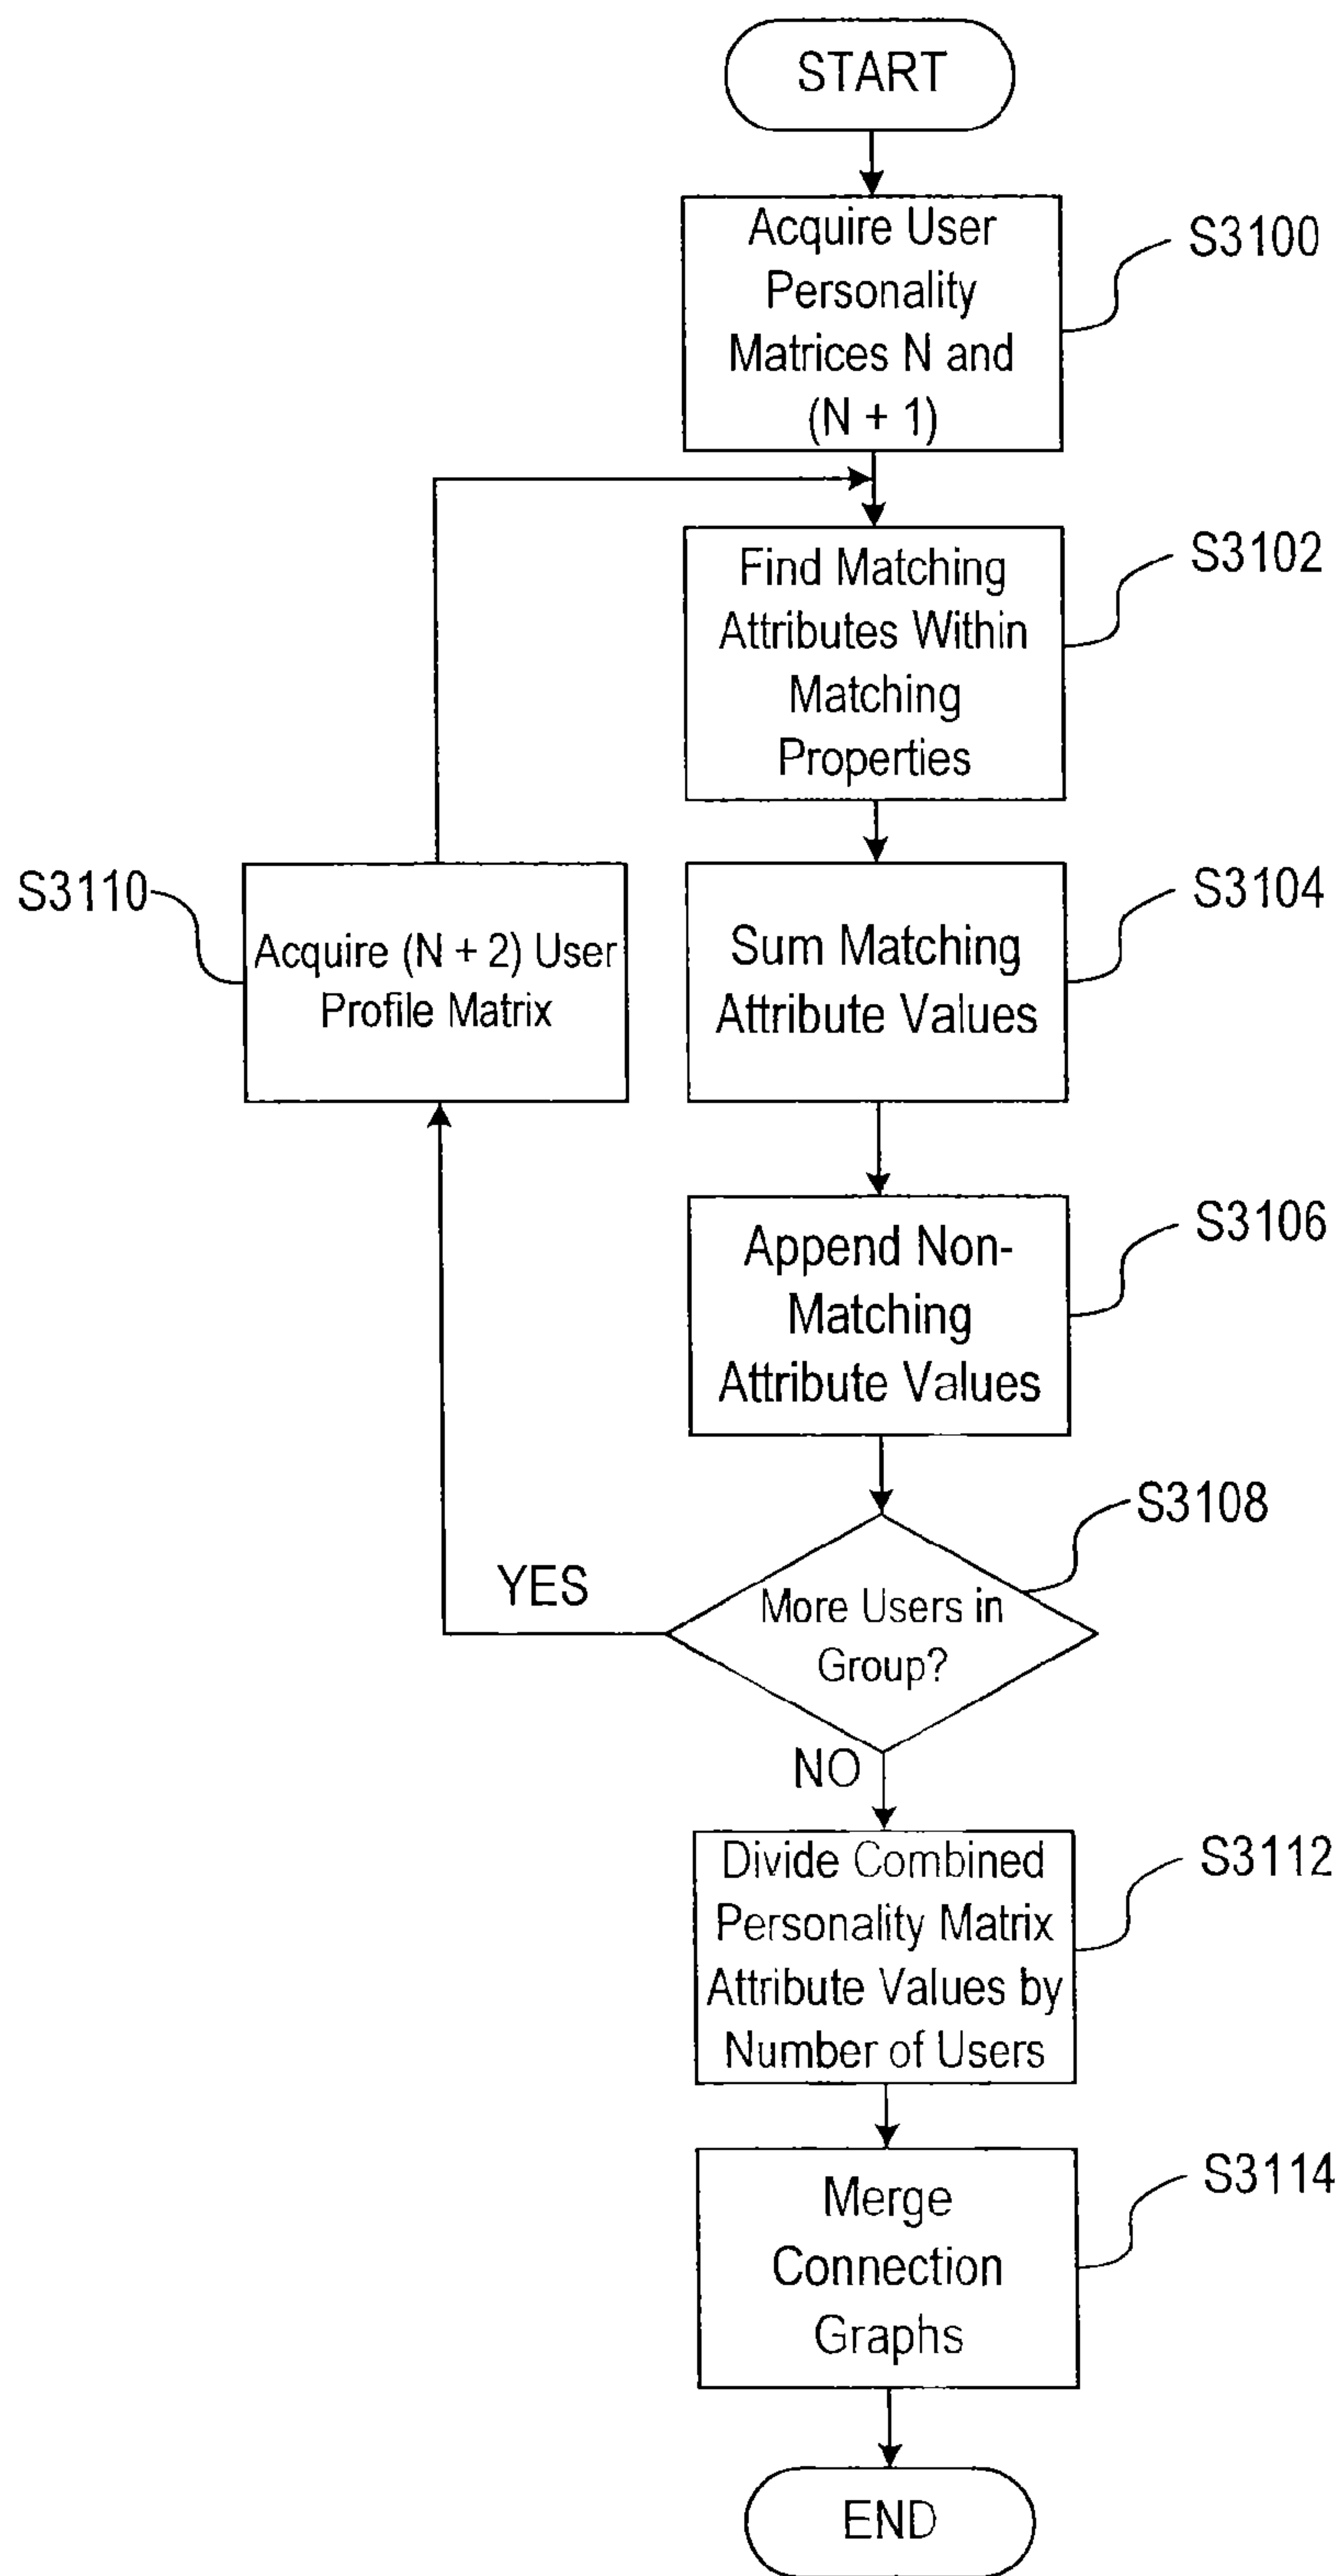 START
Acquire User
Personality
Matrices N and
(N + 1)
S3100
Find Matching
Attributes Within
Matching
Properties
S3102
S3110
Acquire (N + 2) User
Profile Matrix
Sum Matching
Attribute Values
S3104
Append Non-
Matching
Attribute Values
S3106
S3108
YES
More Users in
Group?
NO
Divide Combined
Personality Matrix
Attribute Values by
Number of Users
S3112
Merge
Connection
Graphs
S3114
END